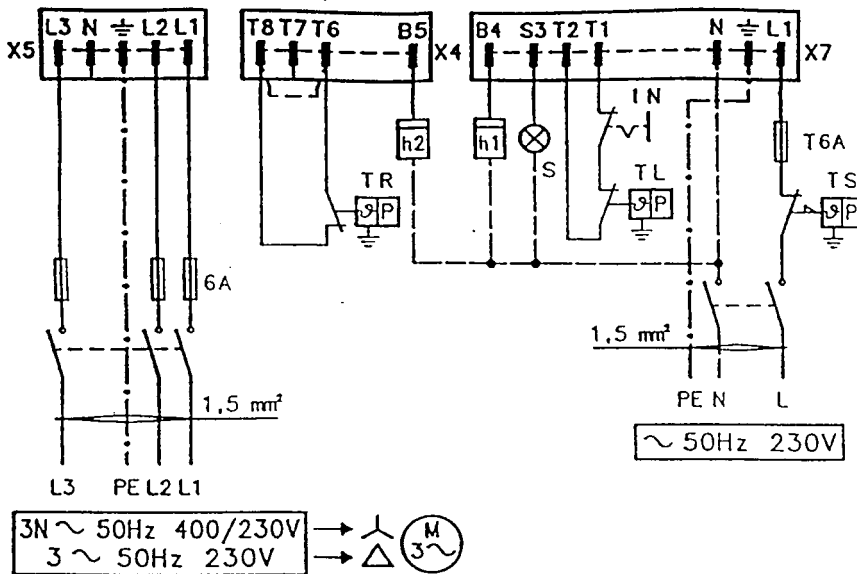 L3 N L2 L1
X5
T8 T7 T6 B5
X4
B4 S3 T2 T1 N L1
X7
h2
h1
S
IN
T6A
TR
ϑ P
TL
ϑ P
TS
ϑ P
6A
1,5 mm²
1,5 mm²
PE N L
~ 50Hz 230V
L3 PE L2 L1
3N ~ 50Hz 400/230V
3 ~ 50Hz 230V
M
3~